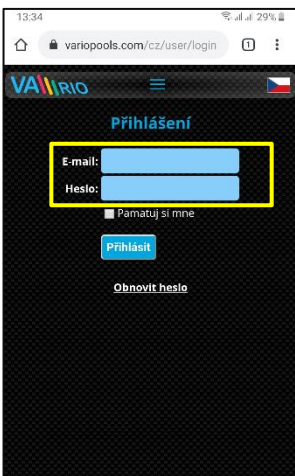 13:34 29%
variopools.com/cz/user/login 1
VARIO
Přihlášení
E-mail:
Heslo:
Pamatuj si mne
Přihlásit
Obnovit heslo